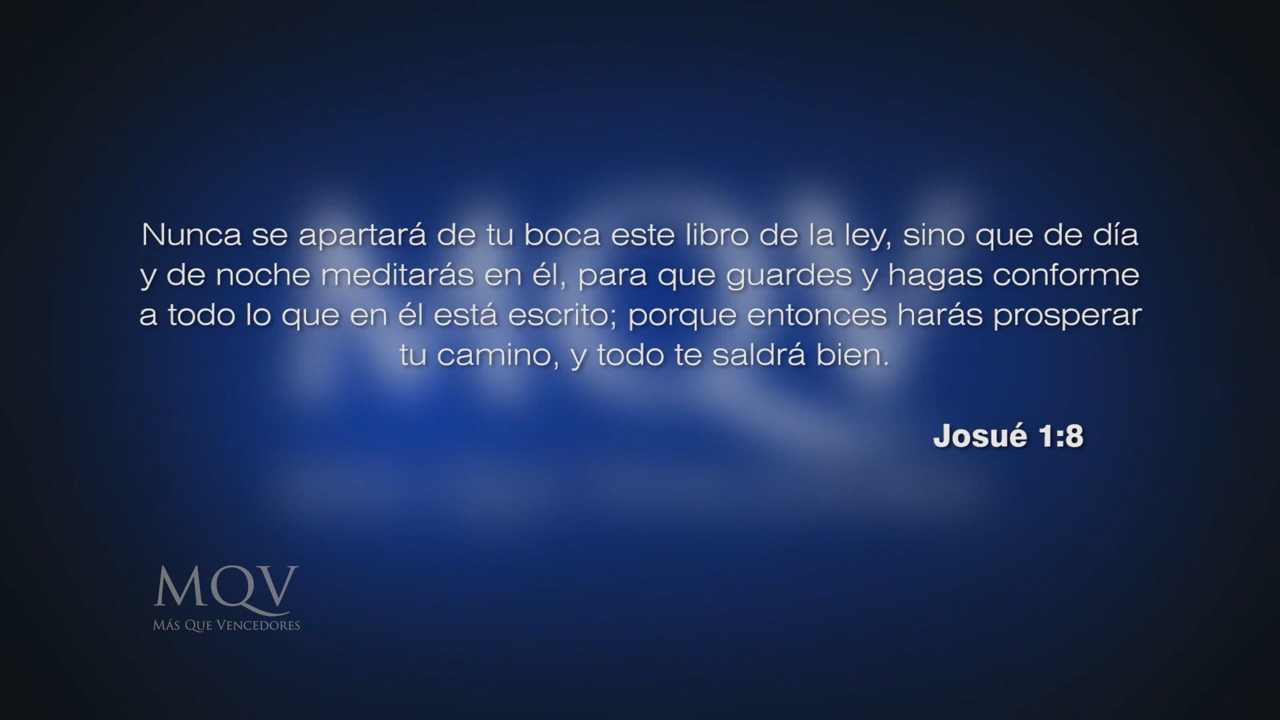 Nunca se apartará de tu boca este libro de la ley, sino que de día
y de noche meditarás en él, para que guardes y hagas conforme
a todo lo que en él está escrito; porque entonces harás prosperar
tu camino, y todo te saldrá bien.
Josué 1:8
MQV
Más Que Vencedores